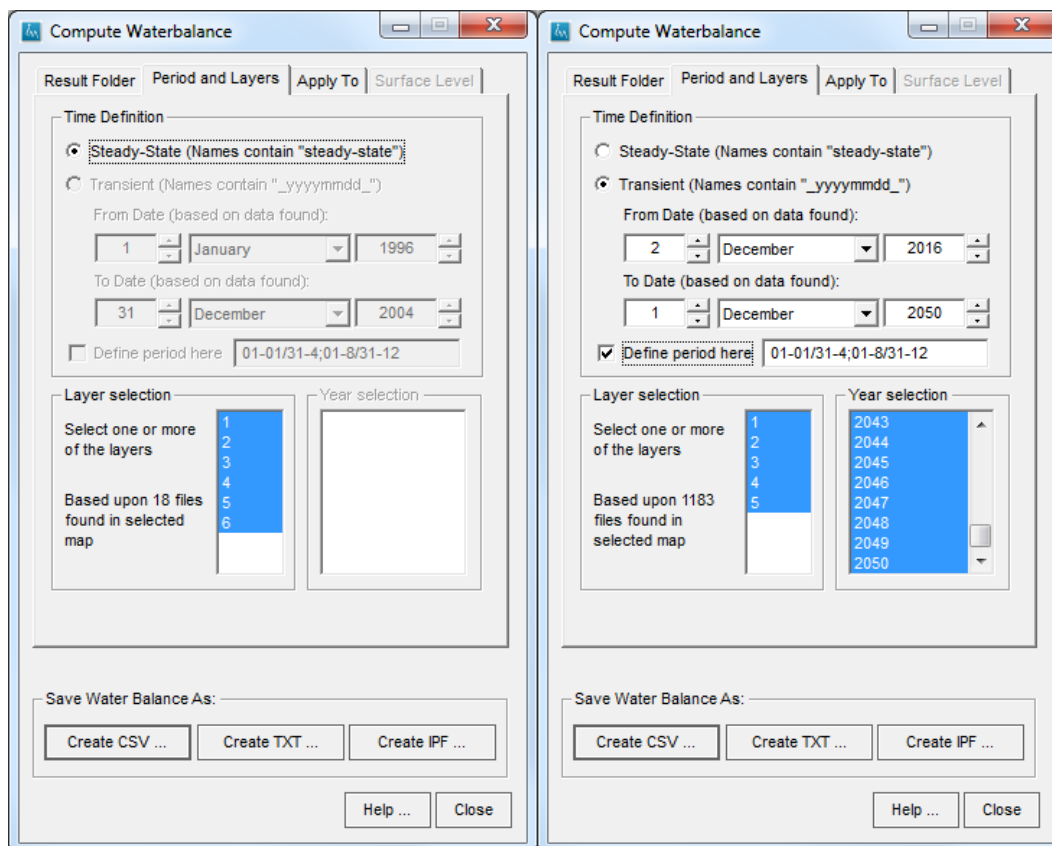 Compute Waterbalance
Result Folder Period and Layers Apply To Surface Level
Time Definition
Steady-State (Names contain "steady-state")
Transient (Names contain "_yyyymmdd_")
From Date (based on data found):
1 January 1996
To Date (based on data found):
31 December 2004
Define period here 01-01/31-4;01-8/31-12
Layer selection
Select one or more
of the layers
Based upon 18 files
found in selected
map
1
2
3
4
5
6
Year selection
Save Water Balance As:
Create CSV ... Create TXT ... Create IPF ...
Help ... Close
Compute Waterbalance
Result Folder Period and Layers Apply To Surface Level
Time Definition
Steady-State (Names contain "steady-state")
Transient (Names contain "_yyyymmdd_")
From Date (based on data found):
2 December 2016
To Date (based on data found):
1 December 2050
Define period here 01-01/31-4;01-8/31-12
Layer selection
Select one or more
of the layers
Based upon 1183
files found in
selected map
1
2
3
4
5
Year selection
2043
2044
2045
2046
2047
2048
2049
2050
Save Water Balance As:
Create CSV ... Create TXT ... Create IPF ...
Help ... Close